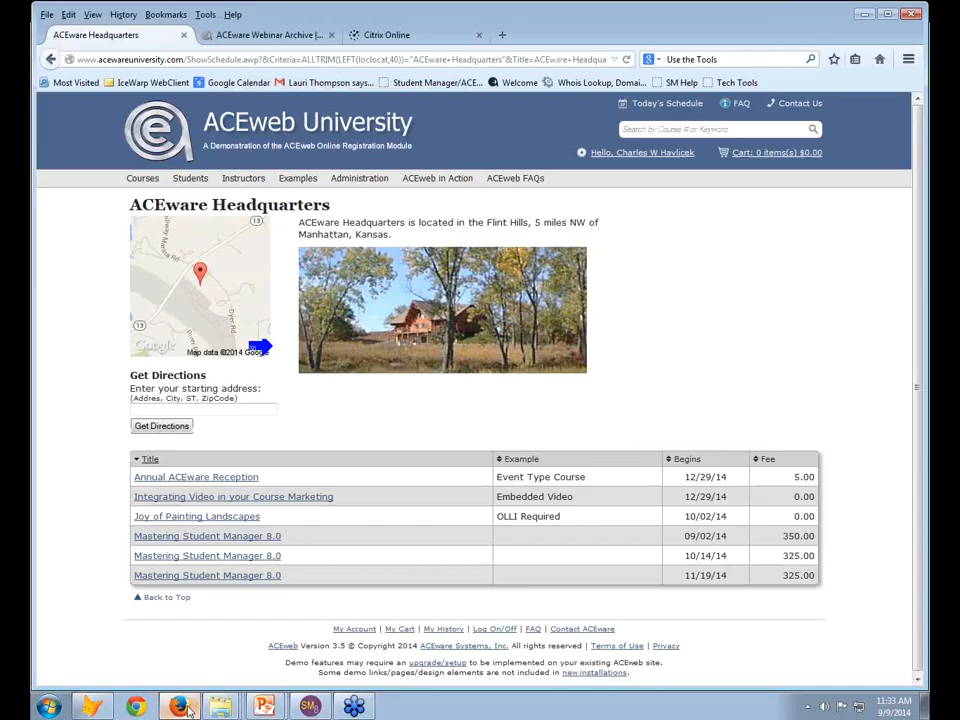 File Edit View History Bookmarks Tools Help
ACEware Headquarters × ACEware Webinar Archive |... × Citrix Online × +
www.acewareuniversity.com/ShowSchedule.awp?&Criteria=ALLTRIM(LEFT(loclocat,40))="ACEware+Headquarters"&Title=ACEware+Headqua Use the Tools
Most Visited IceWarp WebClient Google Calendar Lauri Thompson says... Student Manager/ACE... Welcome Whois Lookup, Domai... SM Help Tech Tools
Today's Schedule FAQ Contact Us
ACEweb University
A Demonstration of the ACEweb Online Registration Module
Search by Course # or Keyword
Hello, Charles W Havlicek Cart: 0 items($) $0.00
Courses Students Instructors Examples Administration ACEweb in Action ACEweb FAQs
ACEware Headquarters
ACEware Headquarters is located in the Flint Hills, 5 miles NW of
Manhattan, Kansas.
13
Dyer Rd
13
Google
Map data ©2014 Google
Get Directions
Enter your starting address:
(Addres, City, ST, ZipCode)
Get Directions
Title Example Begins Fee
Annual ACEware Reception Event Type Course 12/29/14 5.00
Integrating Video in your Course Marketing Embedded Video 12/29/14 0.00
Joy of Painting Landscapes OLLI Required 10/02/14 0.00
Mastering Student Manager 8.0 09/02/14 350.00
Mastering Student Manager 8.0 10/14/14 325.00
Mastering Student Manager 8.0 11/19/14 325.00
Back to Top
My Account | My Cart | My History | Log On/Off | FAQ | Contact ACEware
ACEweb Version 3.5 © Copyright 2014 ACEware Systems, Inc. All rights reserved | Terms of Use | Privacy
Demo features may require an upgrade/setup to be implemented on your existing ACEweb site.
Some demo links/pages/design elements are not included in new installations.
SM
11:33 AM
9/9/2014